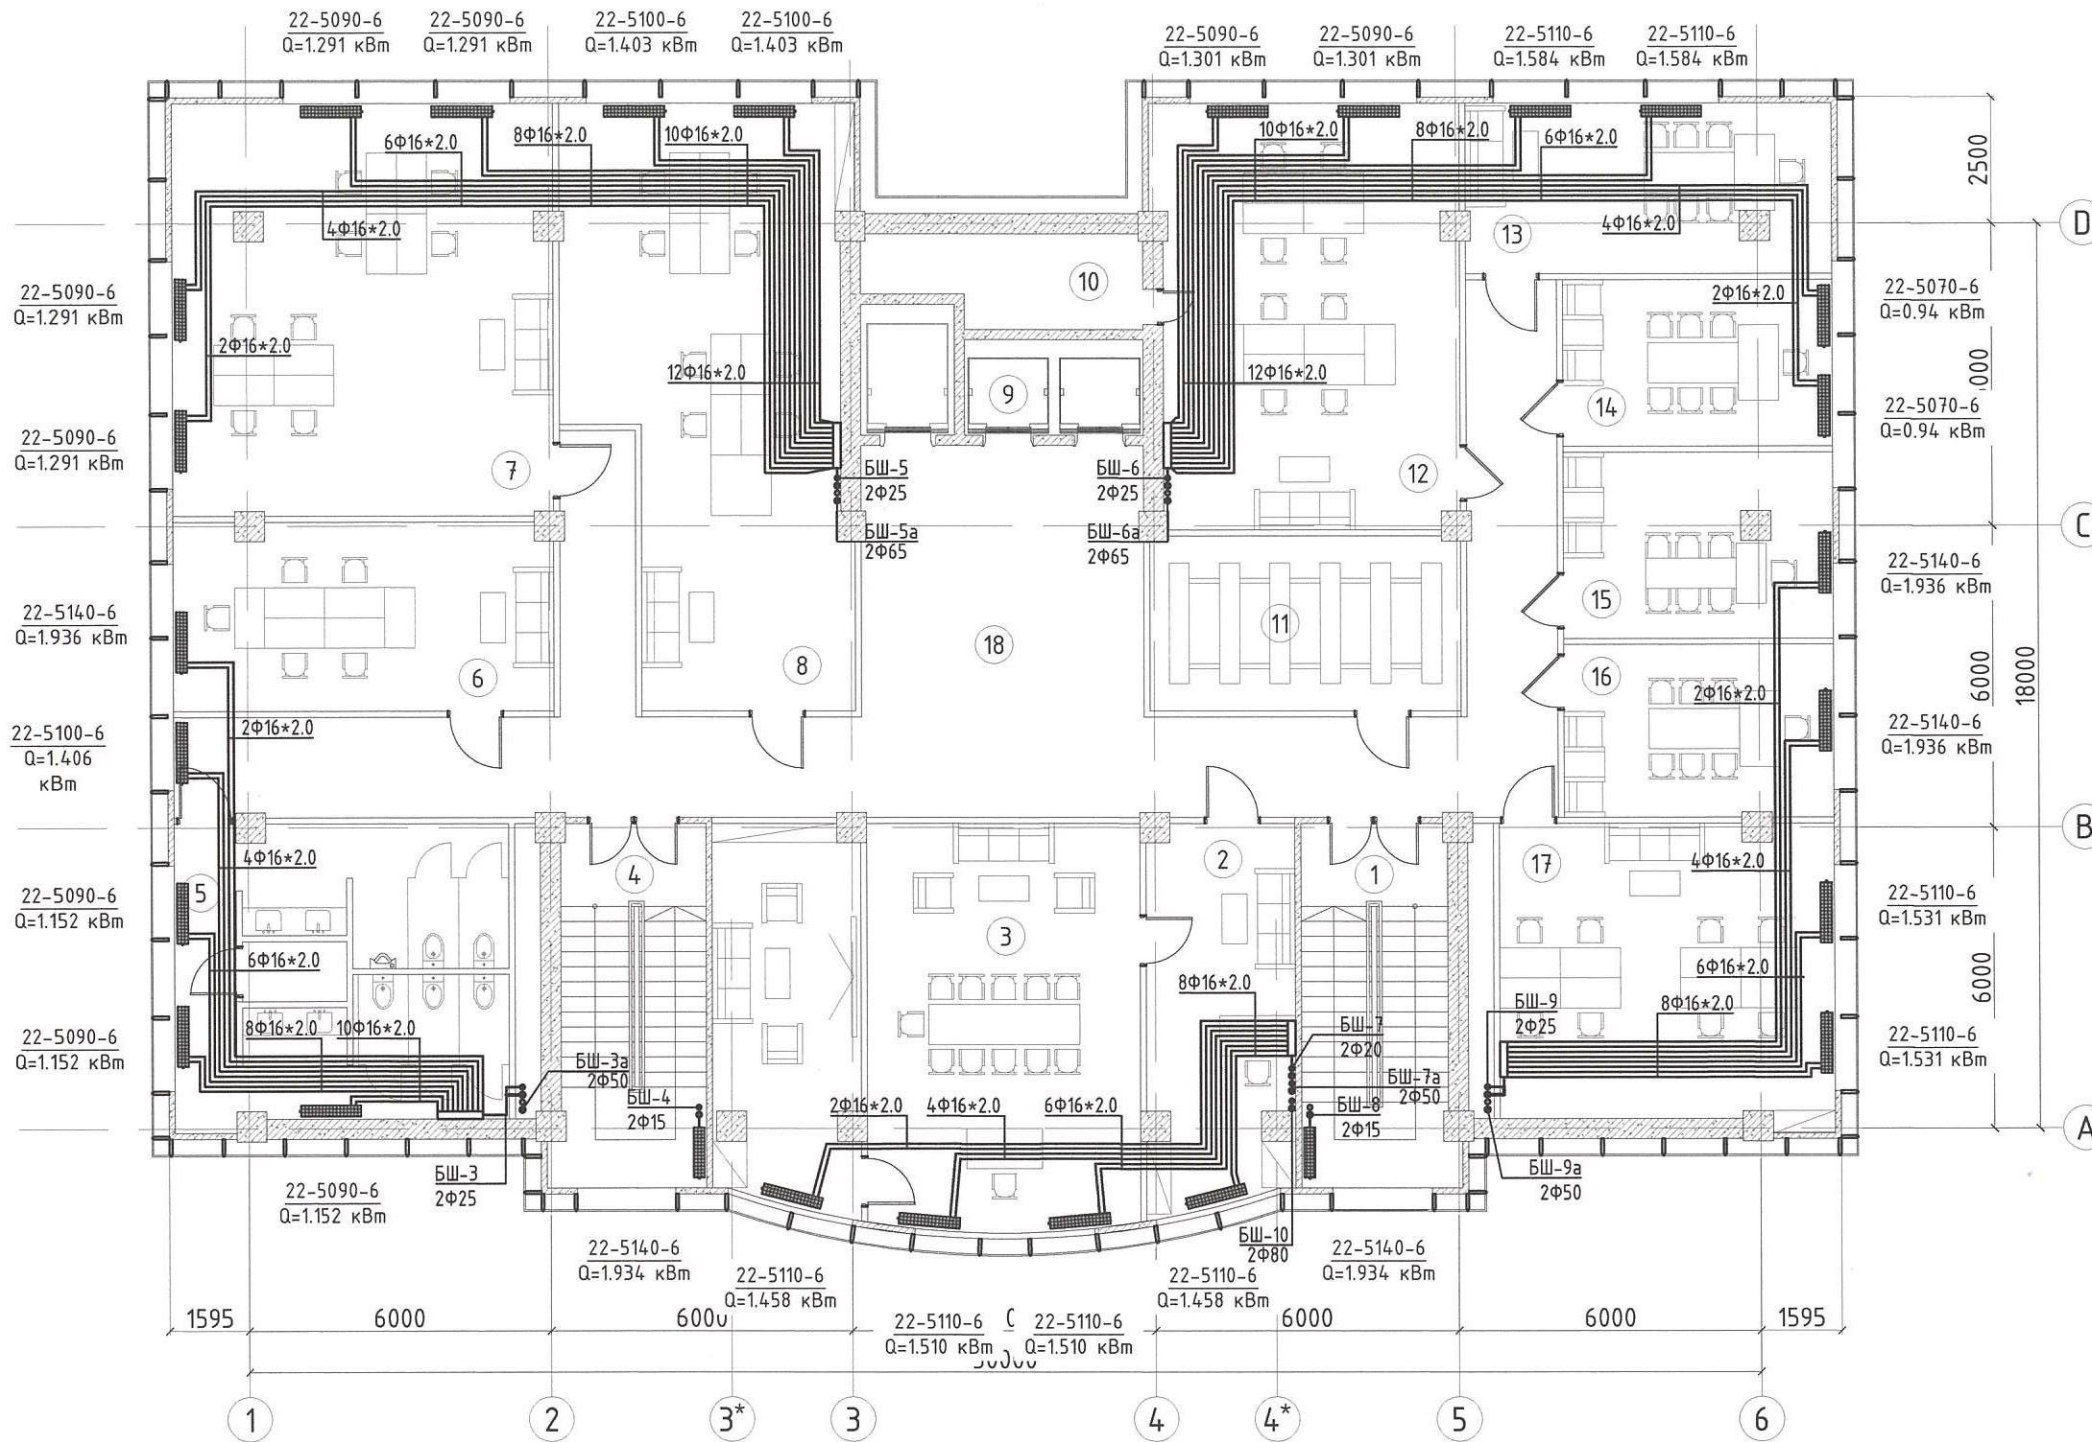 22-5090-6
Q=1.291 кВт
22-5090-6
Q=1.291 кВт
22-5100-6
Q=1.403 кВт
22-5100-6
Q=1.403 кВт
22-5090-6
Q=1.301 кВт
22-5090-6
Q=1.301 кВт
22-5110-6
Q=1.584 кВт
22-5110-6
Q=1.584 кВт
6Ф16*2.0
8Ф16*2.0
10Ф16*2.0
10Ф16*2.0
8Ф16*2.0
6Ф16*2.0
2500
4Ф16*2.0
4Ф16*2.0
13
D
10
22-5090-6
Q=1.291 кВт
2Ф16*2.0
22-5070-6
Q=0.94 кВт
2Ф16*2.0
12Ф16*2.0
12Ф16*2.0
9
14
22-5070-6
Q=0.94 кВт
000
22-5090-6
Q=1.291 кВт
7
БШ-5
2Ф25
БШ-6
2Ф25
12
БШ-5а
2Ф65
БШ-6а
2Ф65
C
22-5140-6
Q=1.936 кВт
6
8
18
11
15
22-5140-6
Q=1.936 кВт
16
2Ф16*2.0
6000
18000
22-5100-6
Q=1.406
кВт
2Ф16*2.0
22-5140-6
Q=1.936 кВт
B
4Ф16*2.0
5
4
3
2
1
17
4Ф16*2.0
22-5090-6
Q=1.152 кВт
22-5110-6
Q=1.531 кВт
6Ф16*2.0
6Ф16*2.0
8Ф16*2.0
6000
8Ф16*2.0
10Ф16*2.0
БШ-9
2Ф25
8Ф16*2.0
22-5090-6
Q=1.152 кВт
БШ-3а
2Ф50
БШ-7
2Ф20
БШ-7а
2Ф50
22-5110-6
Q=1.531 кВт
БШ-4
2Ф15
2Ф16*2.0
4Ф16*2.0
6Ф16*2.0
БШ-8
2Ф15
A
БШ-3
2Ф25
БШ-9а
2Ф50
22-5090-6
Q=1.152 кВт
БШ-10
2Ф80
22-5140-6
Q=1.934 кВт
22-5140-6
Q=1.934 кВт
22-5110-6
Q=1.458 кВт
22-5110-6
Q=1.458 кВт
1595
6000
6000
6000
6000
1595
22-5110-6
Q=1.510 кВт
22-5110-6
Q=1.510 кВт
1
2
3*
3
4
4*
5
6